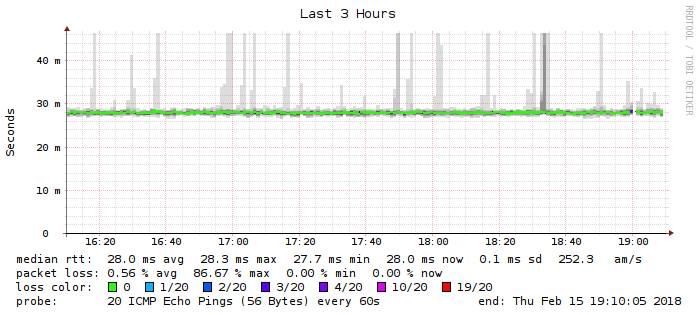 Last 3 Hours
RRDTOOL / TOBI OETIKER
Seconds
40 m
30 m
20 m
10 m
0
16:20 16:40 17:00 17:20 17:40 18:00 18:20 18:40 19:00
median rtt: 28.0 ms avg 28.3 ms max 27.7 ms min 28.0 ms now 0.1 ms sd 252.3 am/s
packet loss: 0.56 % avg 86.67 % max 0.00 % min 0.00 % now
loss color: 0 1/20 2/20 3/20 4/20 10/20 19/20
probe: 20 ICMP Echo Pings (56 Bytes) every 60s end: Thu Feb 15 19:10:05 2018